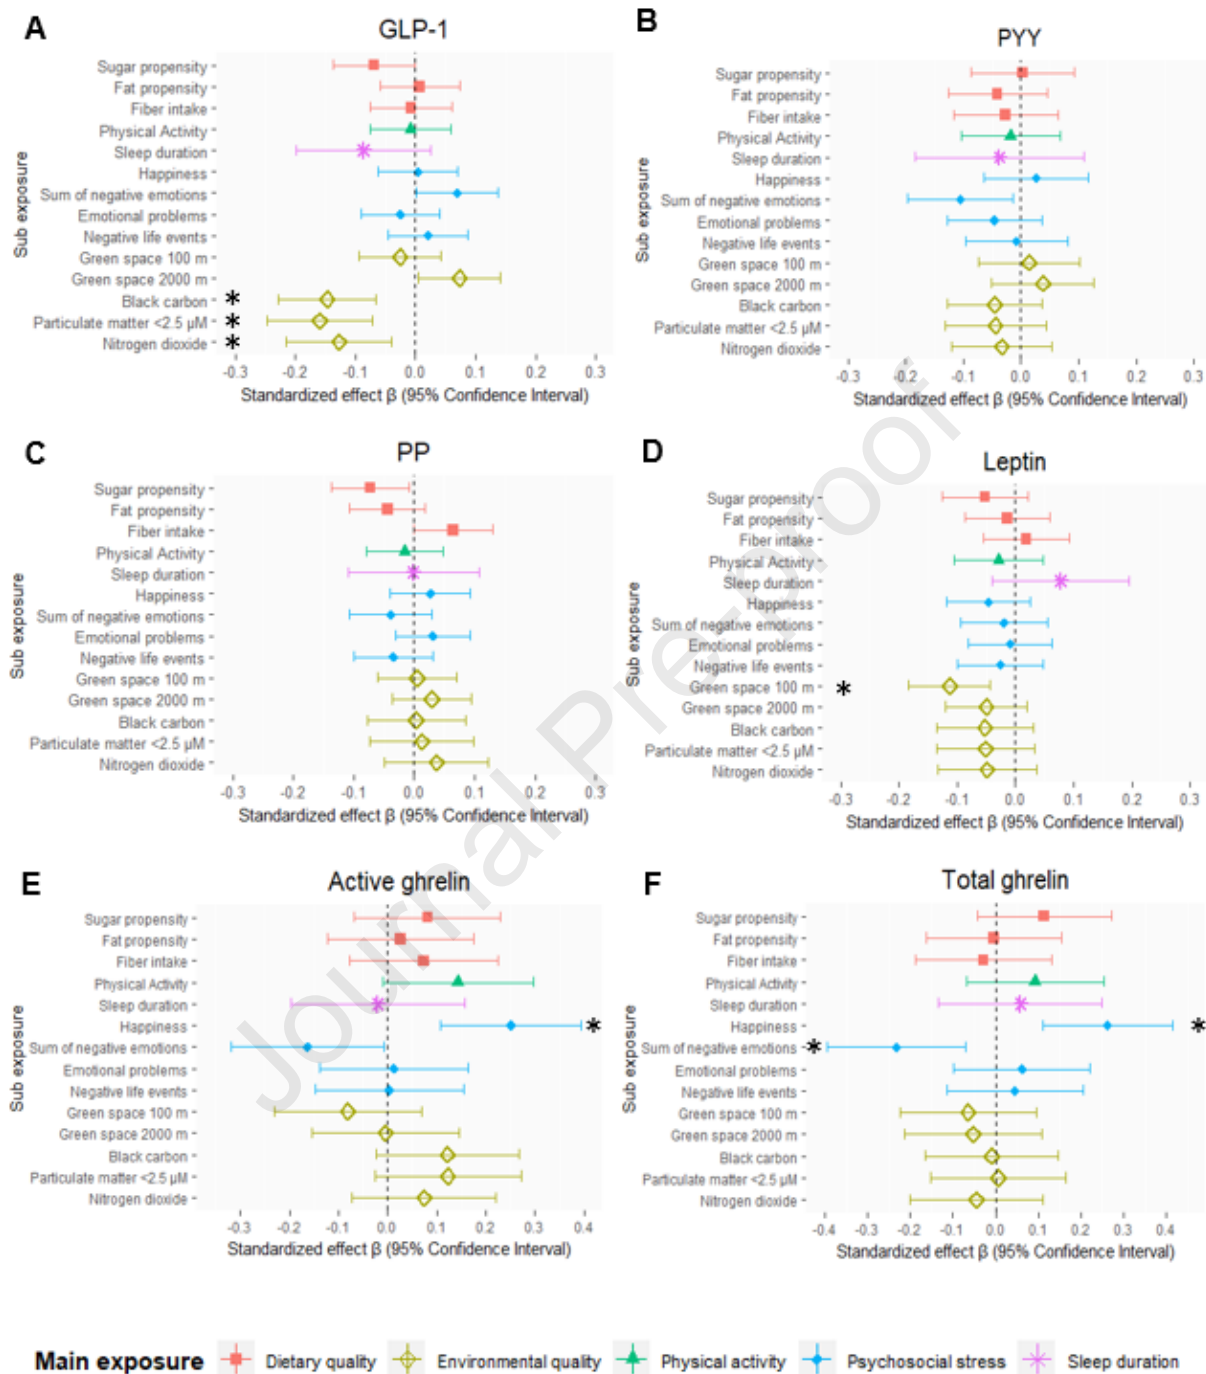 A
GLP-1
Sub exposure
Sugar propensity
Fat propensity
Fiber intake
Physical Activity
Sleep duration
Happiness
Sum of negative emotions
Emotional problems
Negative life events
Green space 100 m
Green space 2000 m
Black carbon *
Particulate matter <2.5 µM *
Nitrogen dioxide *
-0.3 -0.2 -0.1 0.0 0.1 0.2 0.3
Standardized effect β (95% Confidence Interval)
B
PYY
Sub exposure
Sugar propensity
Fat propensity
Fiber intake
Physical Activity
Sleep duration
Happiness
Sum of negative emotions
Emotional problems
Negative life events
Green space 100 m
Green space 2000 m
Black carbon
Particulate matter <2.5 µM
Nitrogen dioxide
-0.3 -0.2 -0.1 0.0 0.1 0.2 0.3
Standardized effect β (95% Confidence Interval)
C
PP
Sub exposure
Sugar propensity
Fat propensity
Fiber intake
Physical Activity
Sleep duration
Happiness
Sum of negative emotions
Emotional problems
Negative life events
Green space 100 m
Green space 2000 m
Black carbon
Particulate matter <2.5 µM
Nitrogen dioxide
-0.3 -0.2 -0.1 0.0 0.1 0.2 0.3
Standardized effect β (95% Confidence Interval)
D
Leptin
Sub exposure
Sugar propensity
Fat propensity
Fiber intake
Physical Activity
Sleep duration
Happiness
Sum of negative emotions
Emotional problems
Negative life events
Green space 100 m *
Green space 2000 m
Black carbon
Particulate matter <2.5 µM
Nitrogen dioxide
-0.3 -0.2 -0.1 0.0 0.1 0.2 0.3
Standardized effect β (95% Confidence Interval)
E
Active ghrelin
Sub exposure
Sugar propensity
Fat propensity
Fiber intake
Physical Activity
Sleep duration
Happiness *
Sum of negative emotions
Emotional problems
Negative life events
Green space 100 m
Green space 2000 m
Black carbon
Particulate matter <2.5 µM
Nitrogen dioxide
-0.3 -0.2 -0.1 0.0 0.1 0.2 0.3 0.4
Standardized effect β (95% Confidence Interval)
F
Total ghrelin
Sub exposure
Sugar propensity
Fat propensity
Fiber intake
Physical Activity
Sleep duration
Happiness *
Sum of negative emotions *
Emotional problems
Negative life events
Green space 100 m
Green space 2000 m
Black carbon
Particulate matter <2.5 µM
Nitrogen dioxide
-0.4 -0.3 -0.2 -0.1 0.0 0.1 0.2 0.3 0.4
Standardized effect β (95% Confidence Interval)
Main exposure Dietary quality Environmental quality Physical activity Psychosocial stress Sleep duration
Journal Pre-proof